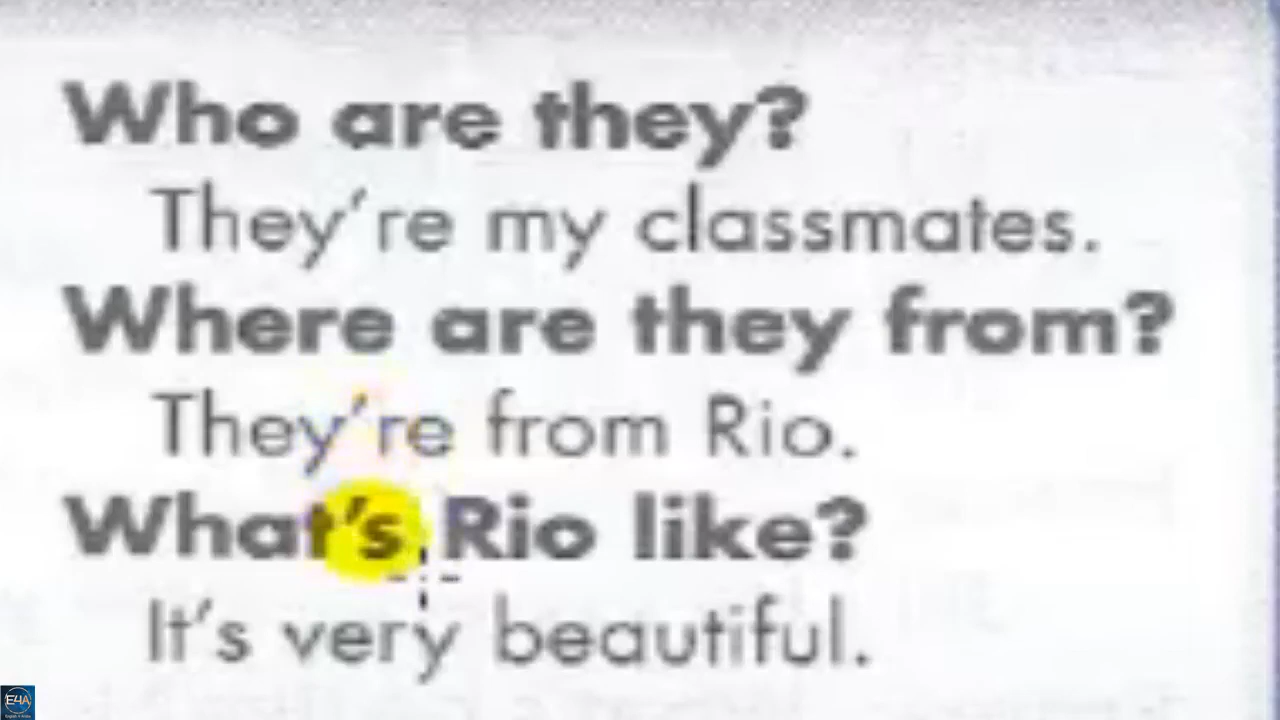 Who are they?
They're my classmates.
Where are they from?
They're from Rio.
What's Rio like?
It's very beautiful.
E4A